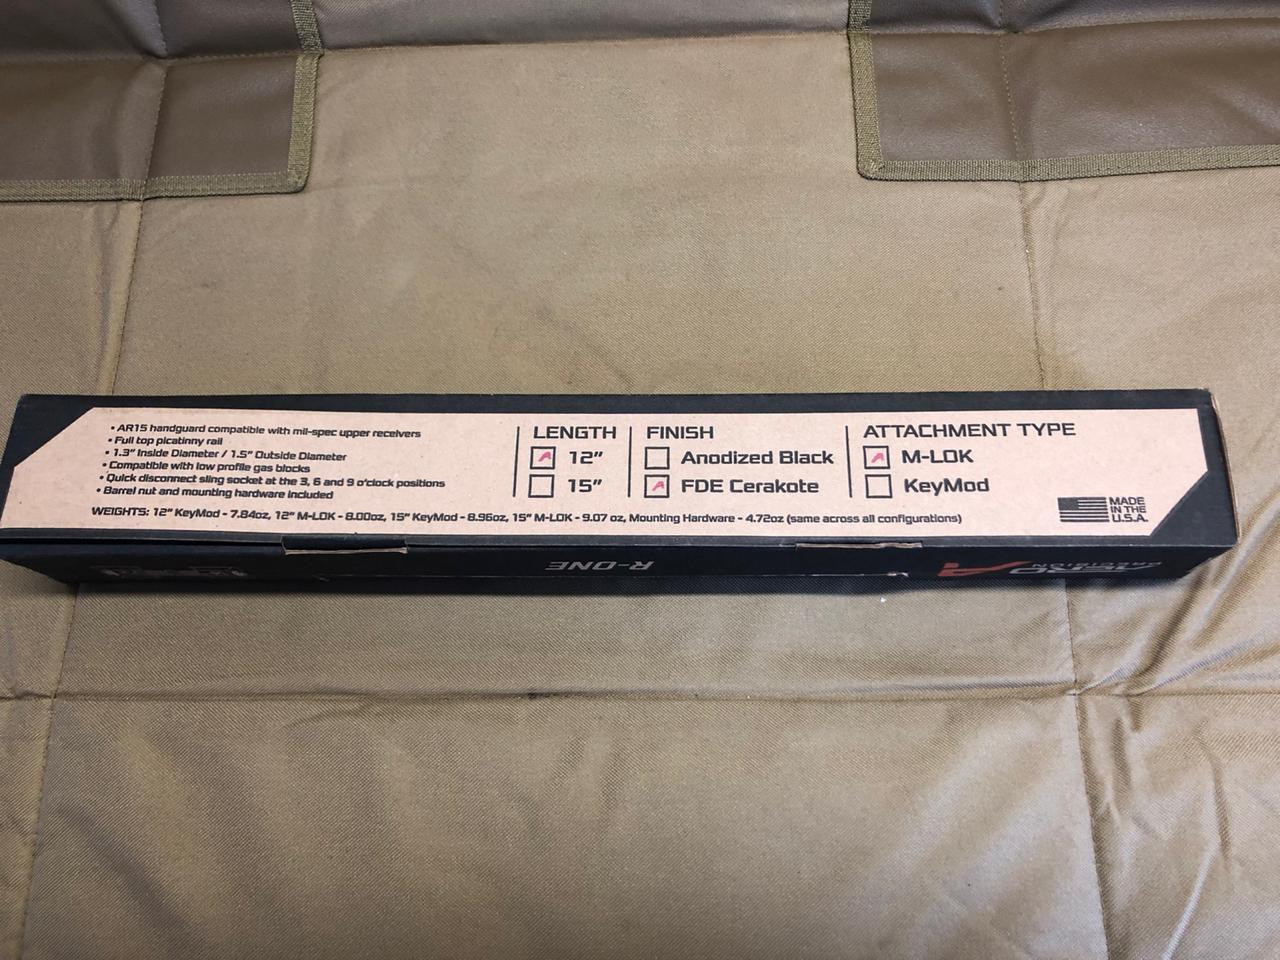 • AR15 handguard compatible with mil-spec upper receivers
• Full top picatinny rail
• 1.3" Inside Diameter / 1.5" Outside Diameter
• Compatible with low profile gas blocks
• Quick disconnect sling socket at the 3, 6 and 9 o'clock positions
• Barrel nut and mounting hardware included
WEIGHTS: 12" KeyMod - 7.84oz, 12" M-LOK - 8.00oz, 15" KeyMod - 8.96oz, 15" M-LOK - 9.07 oz, Mounting Hardware - 4.72oz (same across all configurations)
LENGTH
12"
15"
FINISH
Anodized Black
FDE Cerakote
ATTACHMENT TYPE
M-LOK
KeyMod
MADE
IN THE
U.S.A.
R-ONE
PRECISION